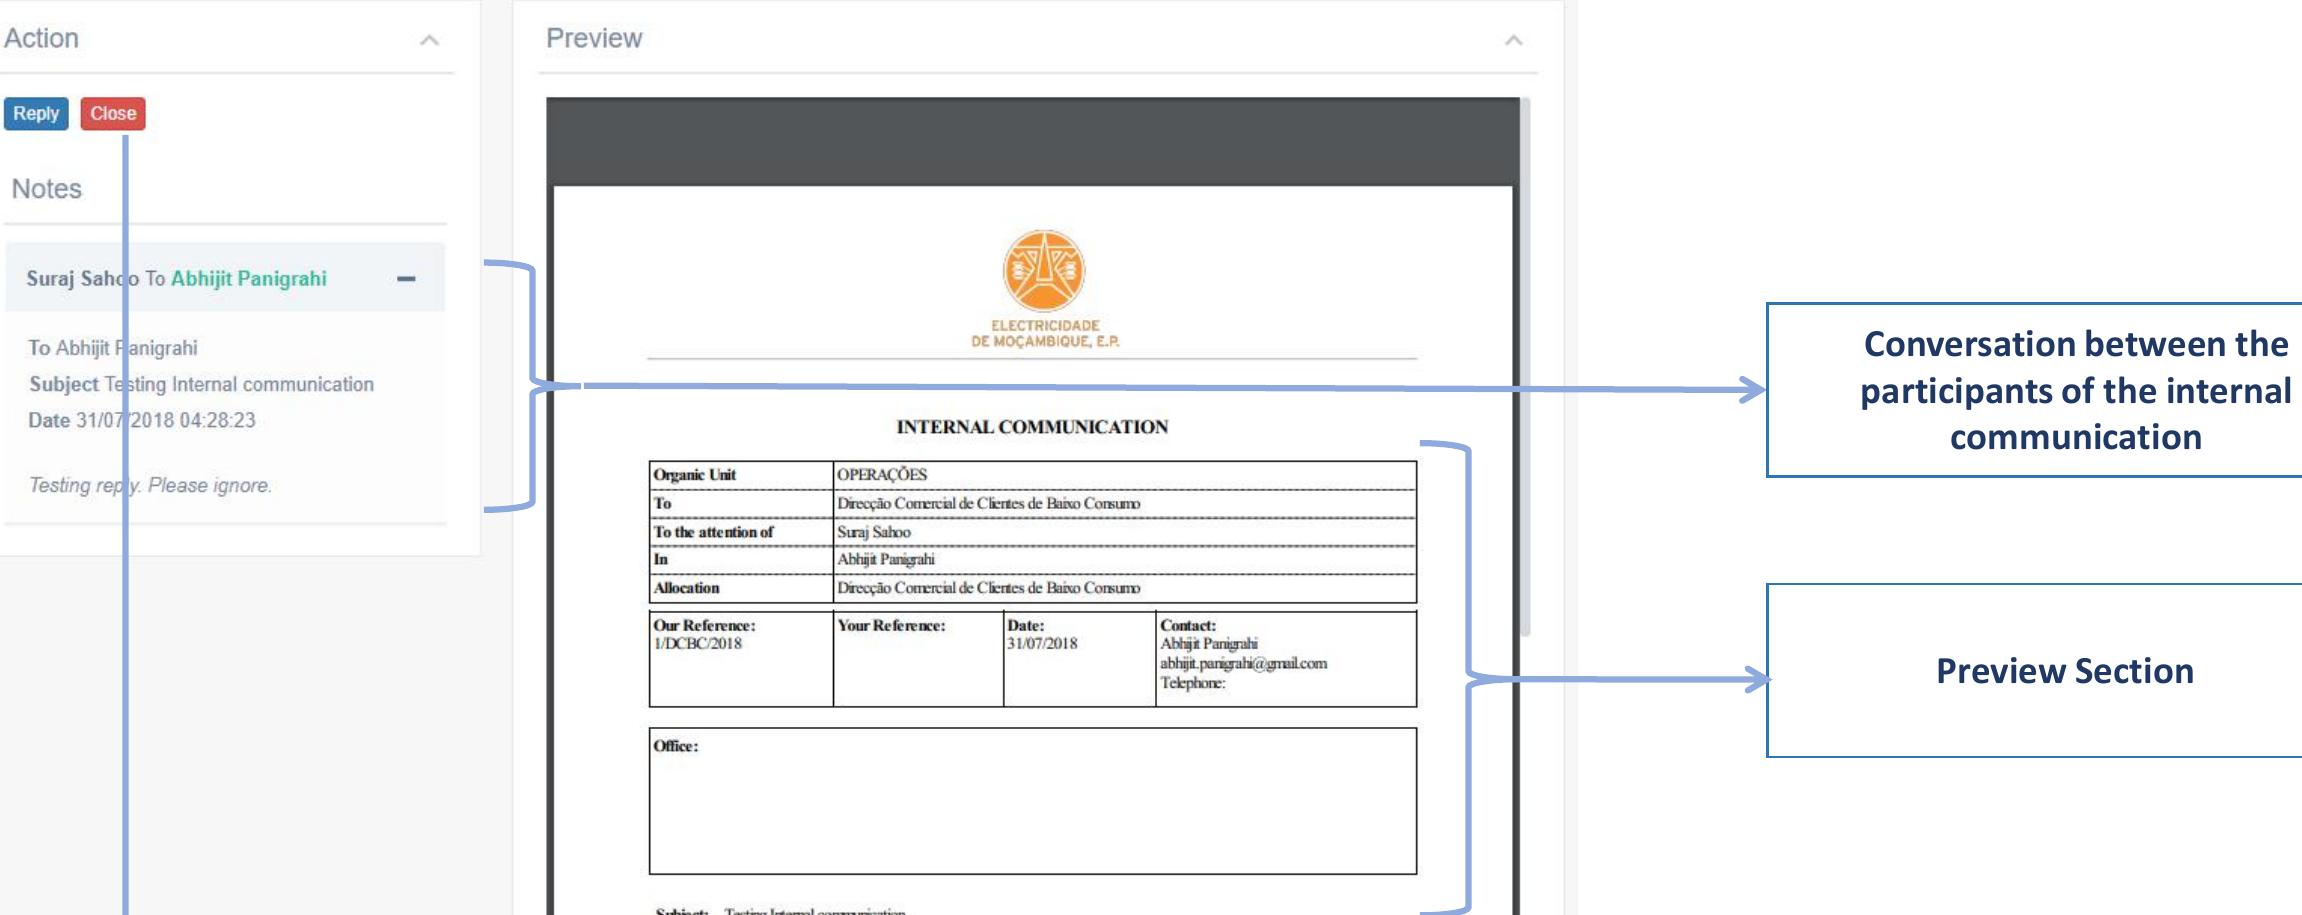 Action
Reply Close
Notes
Suraj Sahoo To Abhijit Panigrahi
To Abhijit Panigrahi
Subject Testing Internal communication
Date 31/07/2018 04:28:23
Testing reply. Please ignore.
Preview
ELECTRICIDADE
DE MOÇAMBIQUE, E.P.
INTERNAL COMMUNICATION
Organic Unit OPERAÇÕES
To Direcção Comercial de Clientes de Baixo Consumo
To the attention of Suraj Sahoo
In Abhijit Panigrahi
Allocation Direcção Comercial de Clientes de Baixo Consumo
Our Reference: Your Reference: Date: Contact:
1/DCBC/2018 31/07/2018 Abhijit Panigrahi
abhijit.panigrahi@gmail.com
Telephone:
Office:
Subject: Testing Internal communication
Conversation between the
participants of the internal
communication
Preview Section